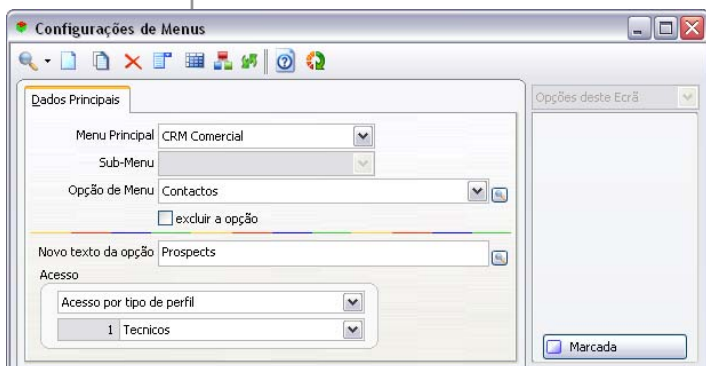 Configurações de Menus
Dados Principais
Opções deste Ecrã
Menu Principal CRM Comercial
Sub-Menu
Opção de Menu Contactos
excluir a opção
Novo texto da opção Prospects
Acesso
Acesso por tipo de perfil
1 Tecnicos
Marcada